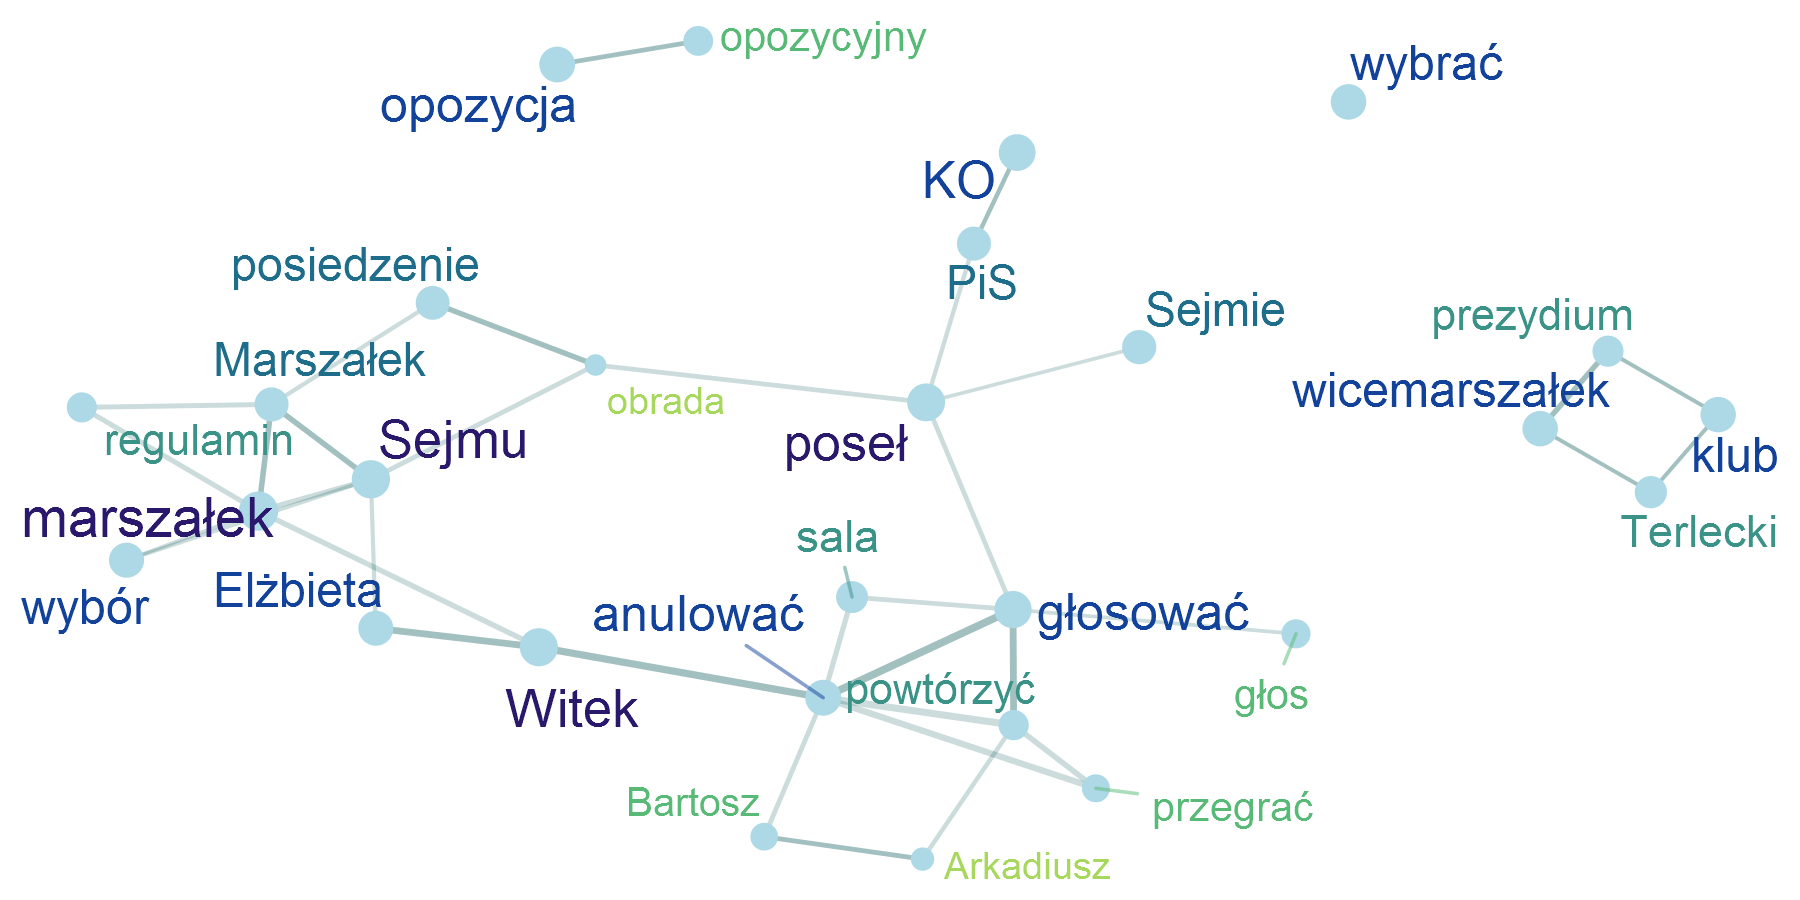 opozycyjny
wybrać
opozycja
KO
posiedzenie
PiS
Sejmie
prezydium
Marszałek
wicemarszałek
obrada
regulamin
Sejmu
poseł
klub
marszałek
sala
Terlecki
wybór
Elżbieta
anulować
głosować
powtórzyć
głos
Witek
Bartosz
przegrać
Arkadiusz